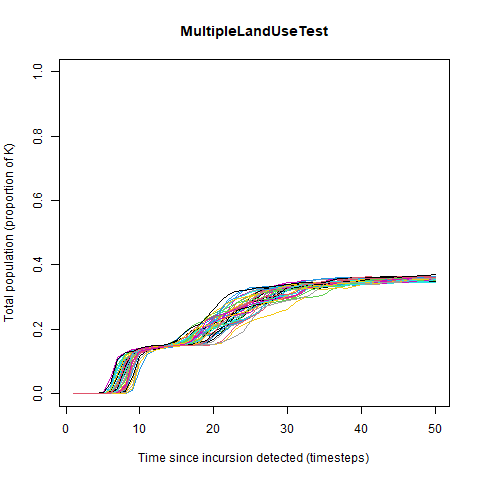 MultipleLandUseTest
Total population (proportion of K)
1.0
0.8
0.6
0.4
0.2
0.0
0 10 20 30 40 50
Time since incursion detected (timesteps)